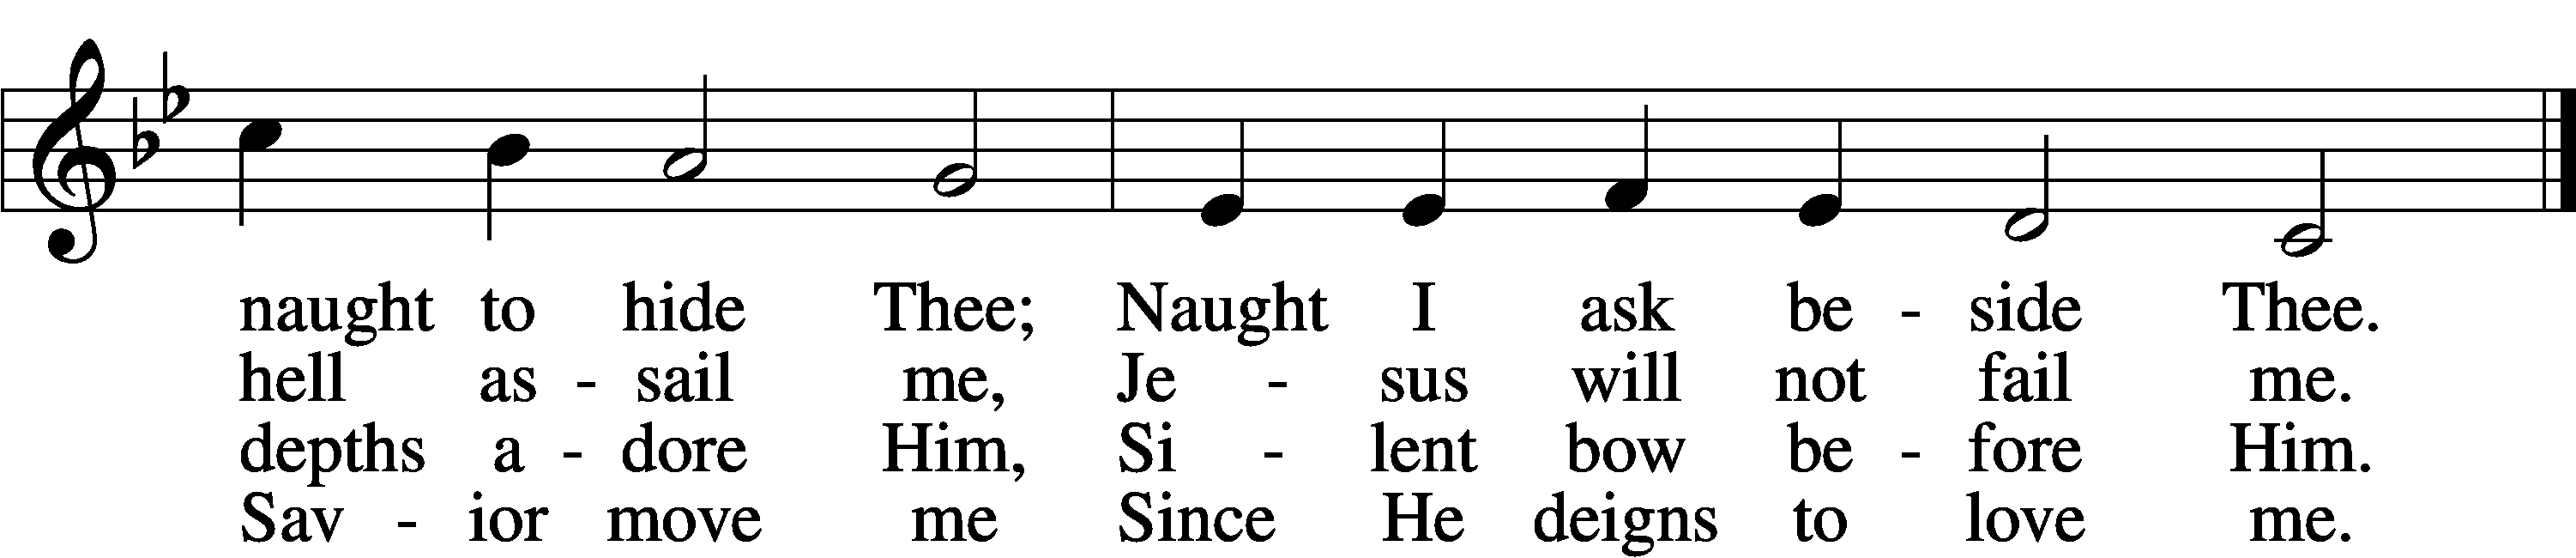 naught to hide Thee; Naught I ask be - side Thee.
hell as - sail me, Je - sus will not fail me.
depths a - dore Him, Si - lent bow be - fore Him.
Sav - ior move me Since He deigns to love me.